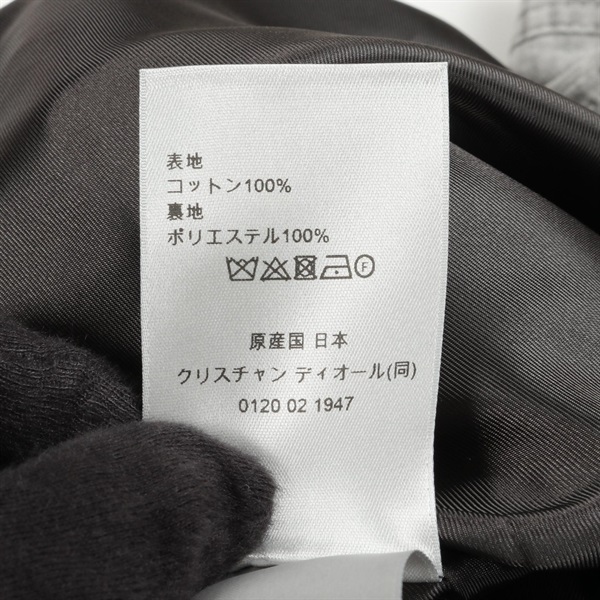 表地
コットン100%
裏地
ポリエステル100%
F
原産国 日本
クリスチャン ディオール(同)
0120 02 1947